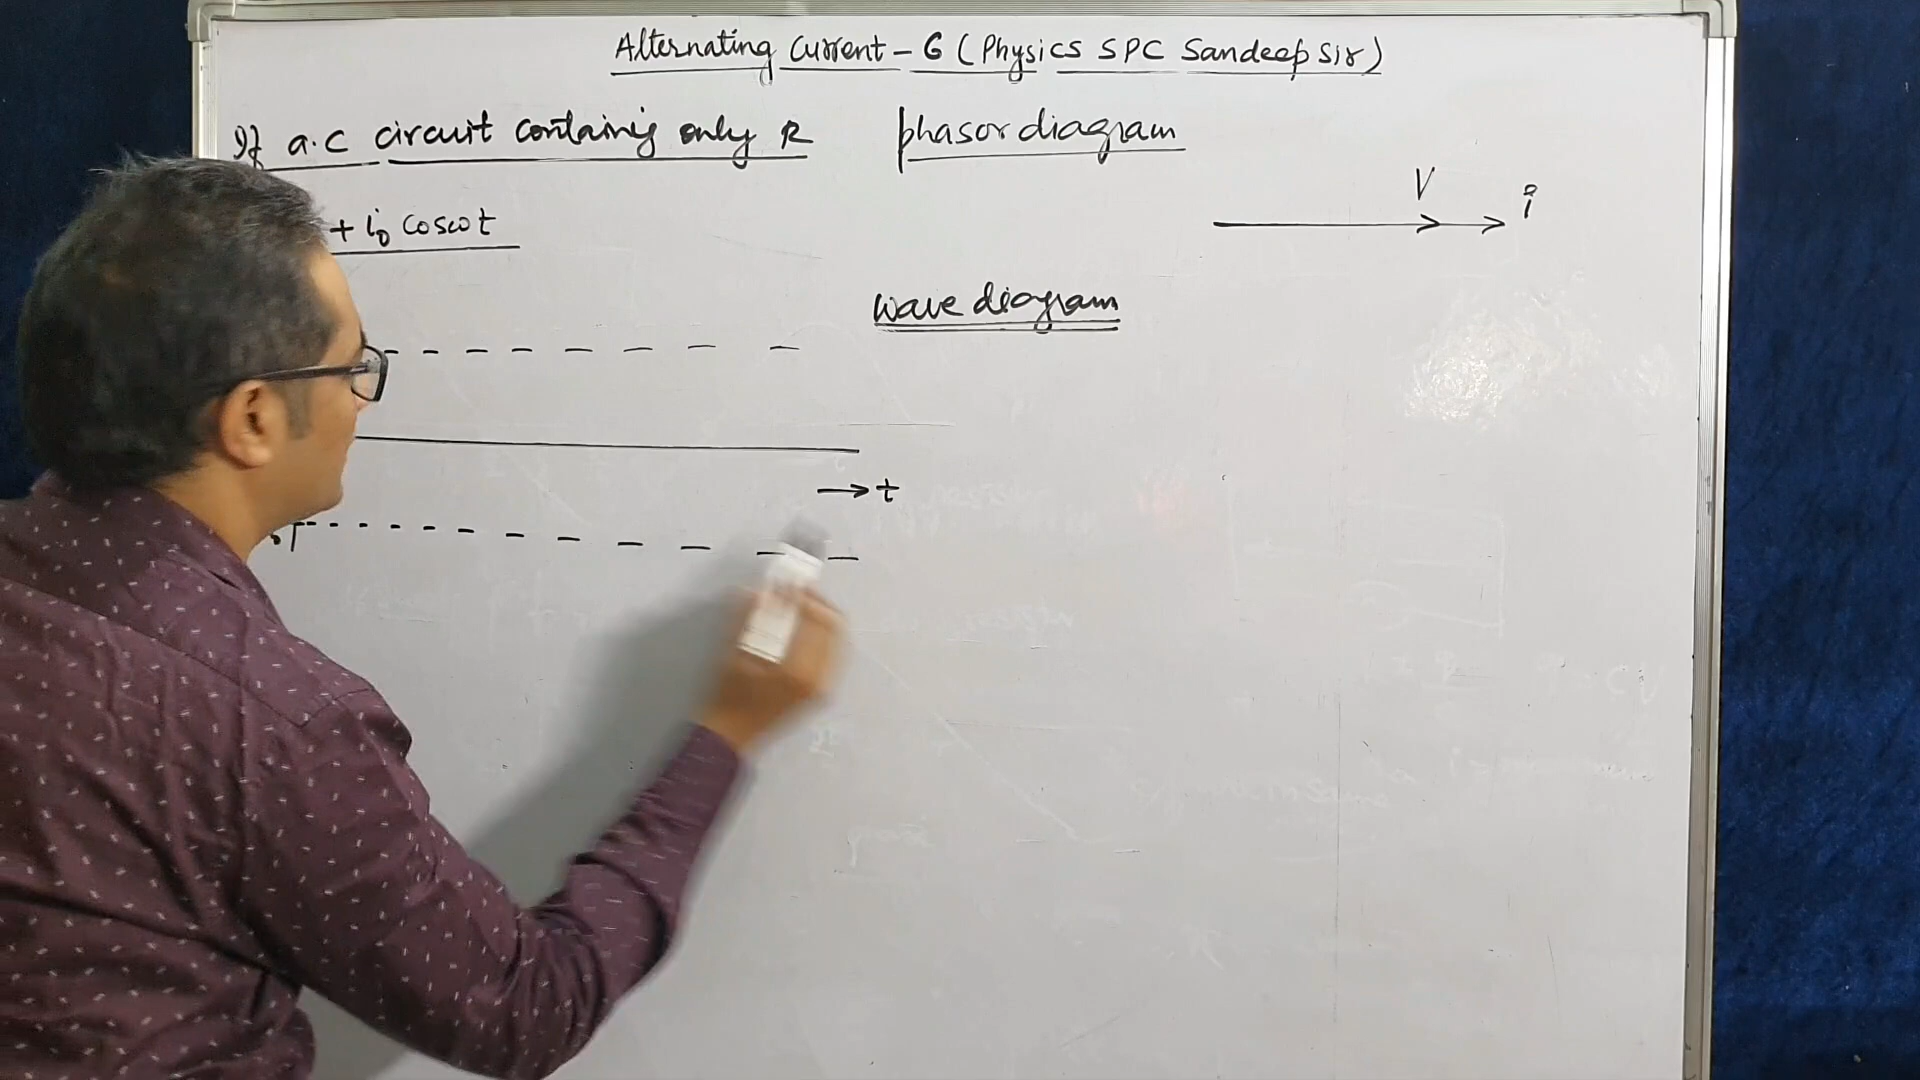 Alternating Current - 6 (Physics SPC Sandeep Sir)
If a.c circuit containing only R
phasor diagram
V
i
+ i₀ cosωt
wave diagram
→ t